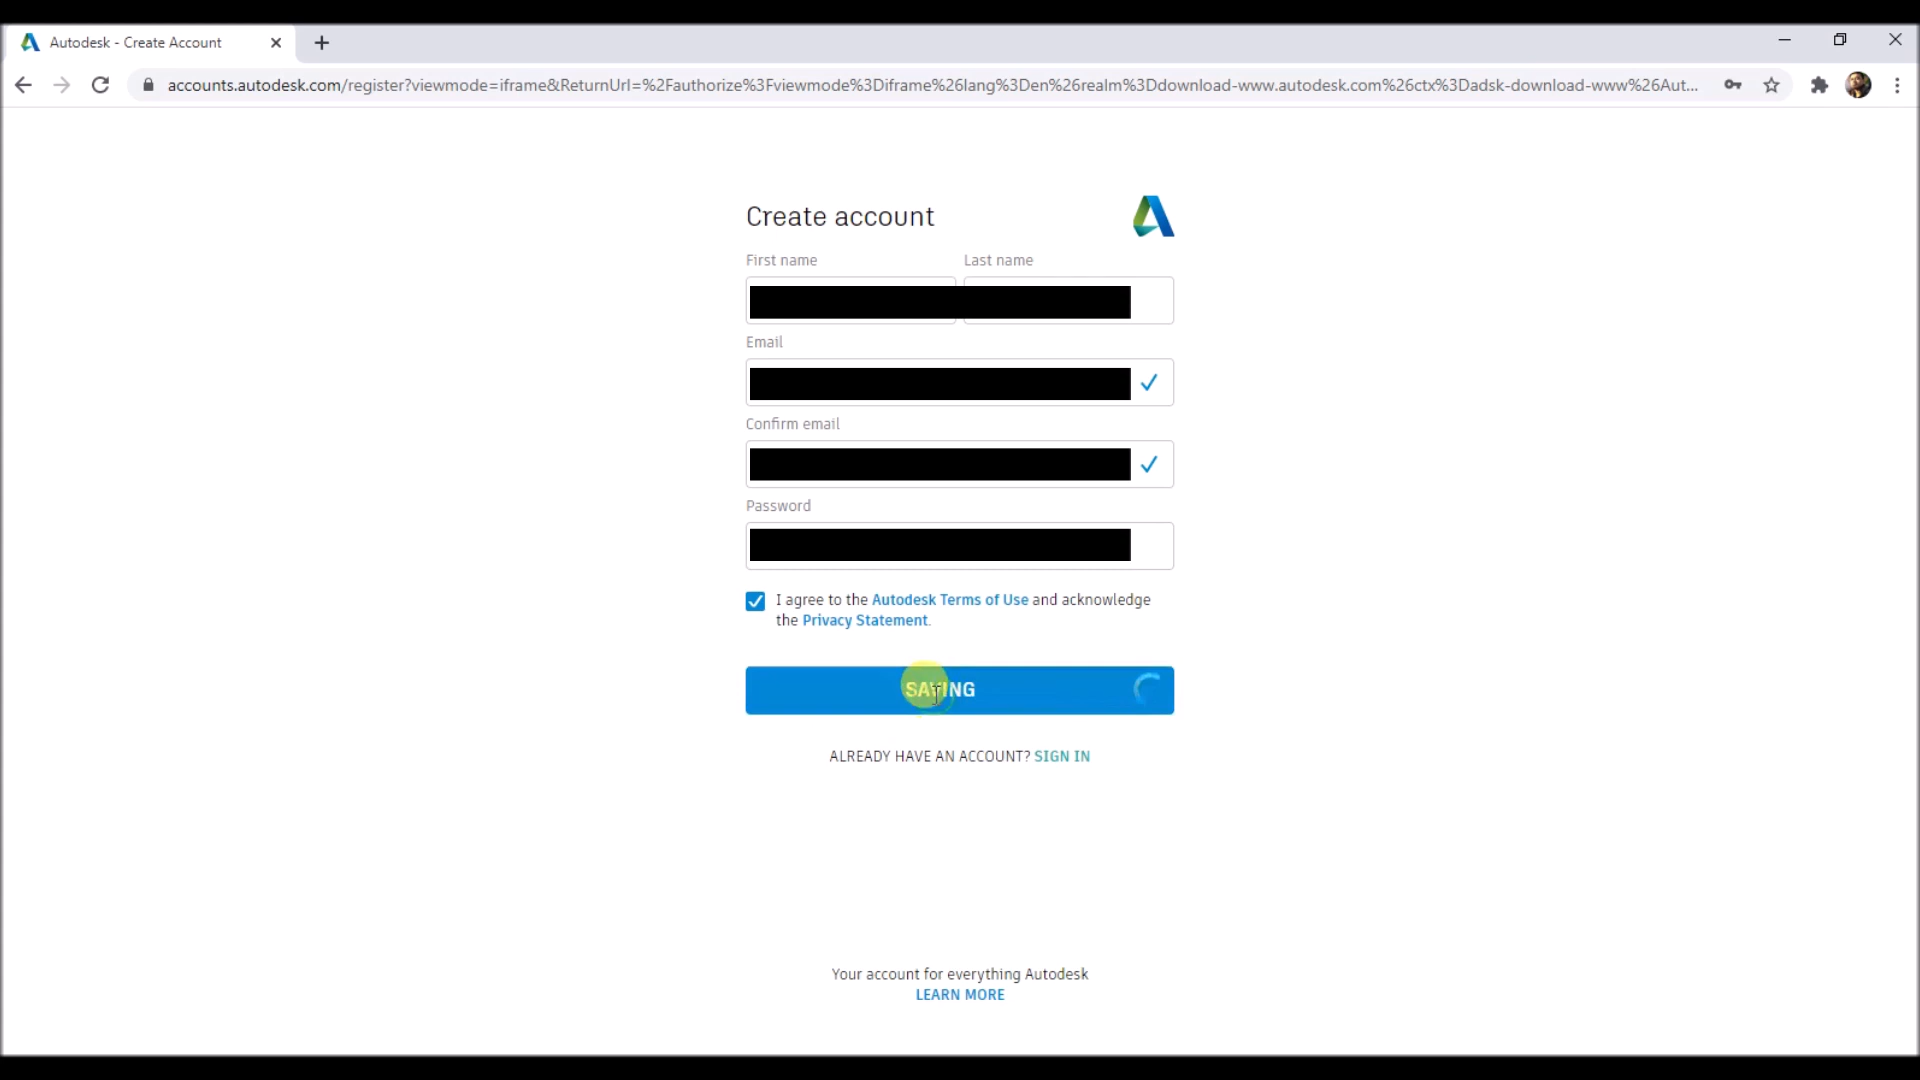 Autodesk - Create Account
accounts.autodesk.com/register?viewmode=iframe&ReturnUrl=%2Fauthorize%3Fviewmode%3Diframe%26lang%3Den%26realm%3Ddownload-www.autodesk.com%26ctx%3Dadsk-download-www%26Aut...
Create account
First name Last name
Email
Confirm email
Password
I agree to the Autodesk Terms of Use and acknowledge
the Privacy Statement.
SAVING
ALREADY HAVE AN ACCOUNT? SIGN IN
Your account for everything Autodesk
LEARN MORE